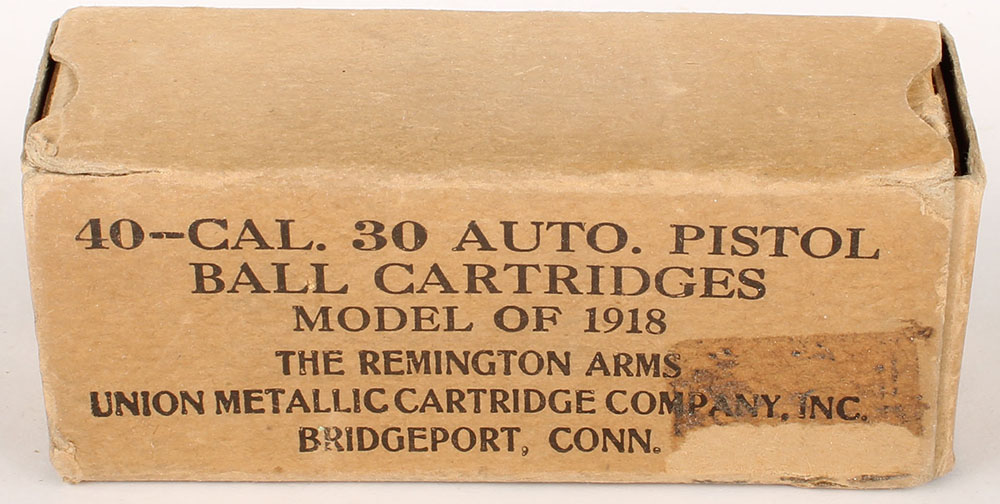 40--CAL. 30 AUTO. PISTOL
BALL CARTRIDGES
MODEL OF 1918
THE REMINGTON ARMS
UNION METALLIC CARTRIDGE COMPANY, INC.
BRIDGEPORT, CONN.